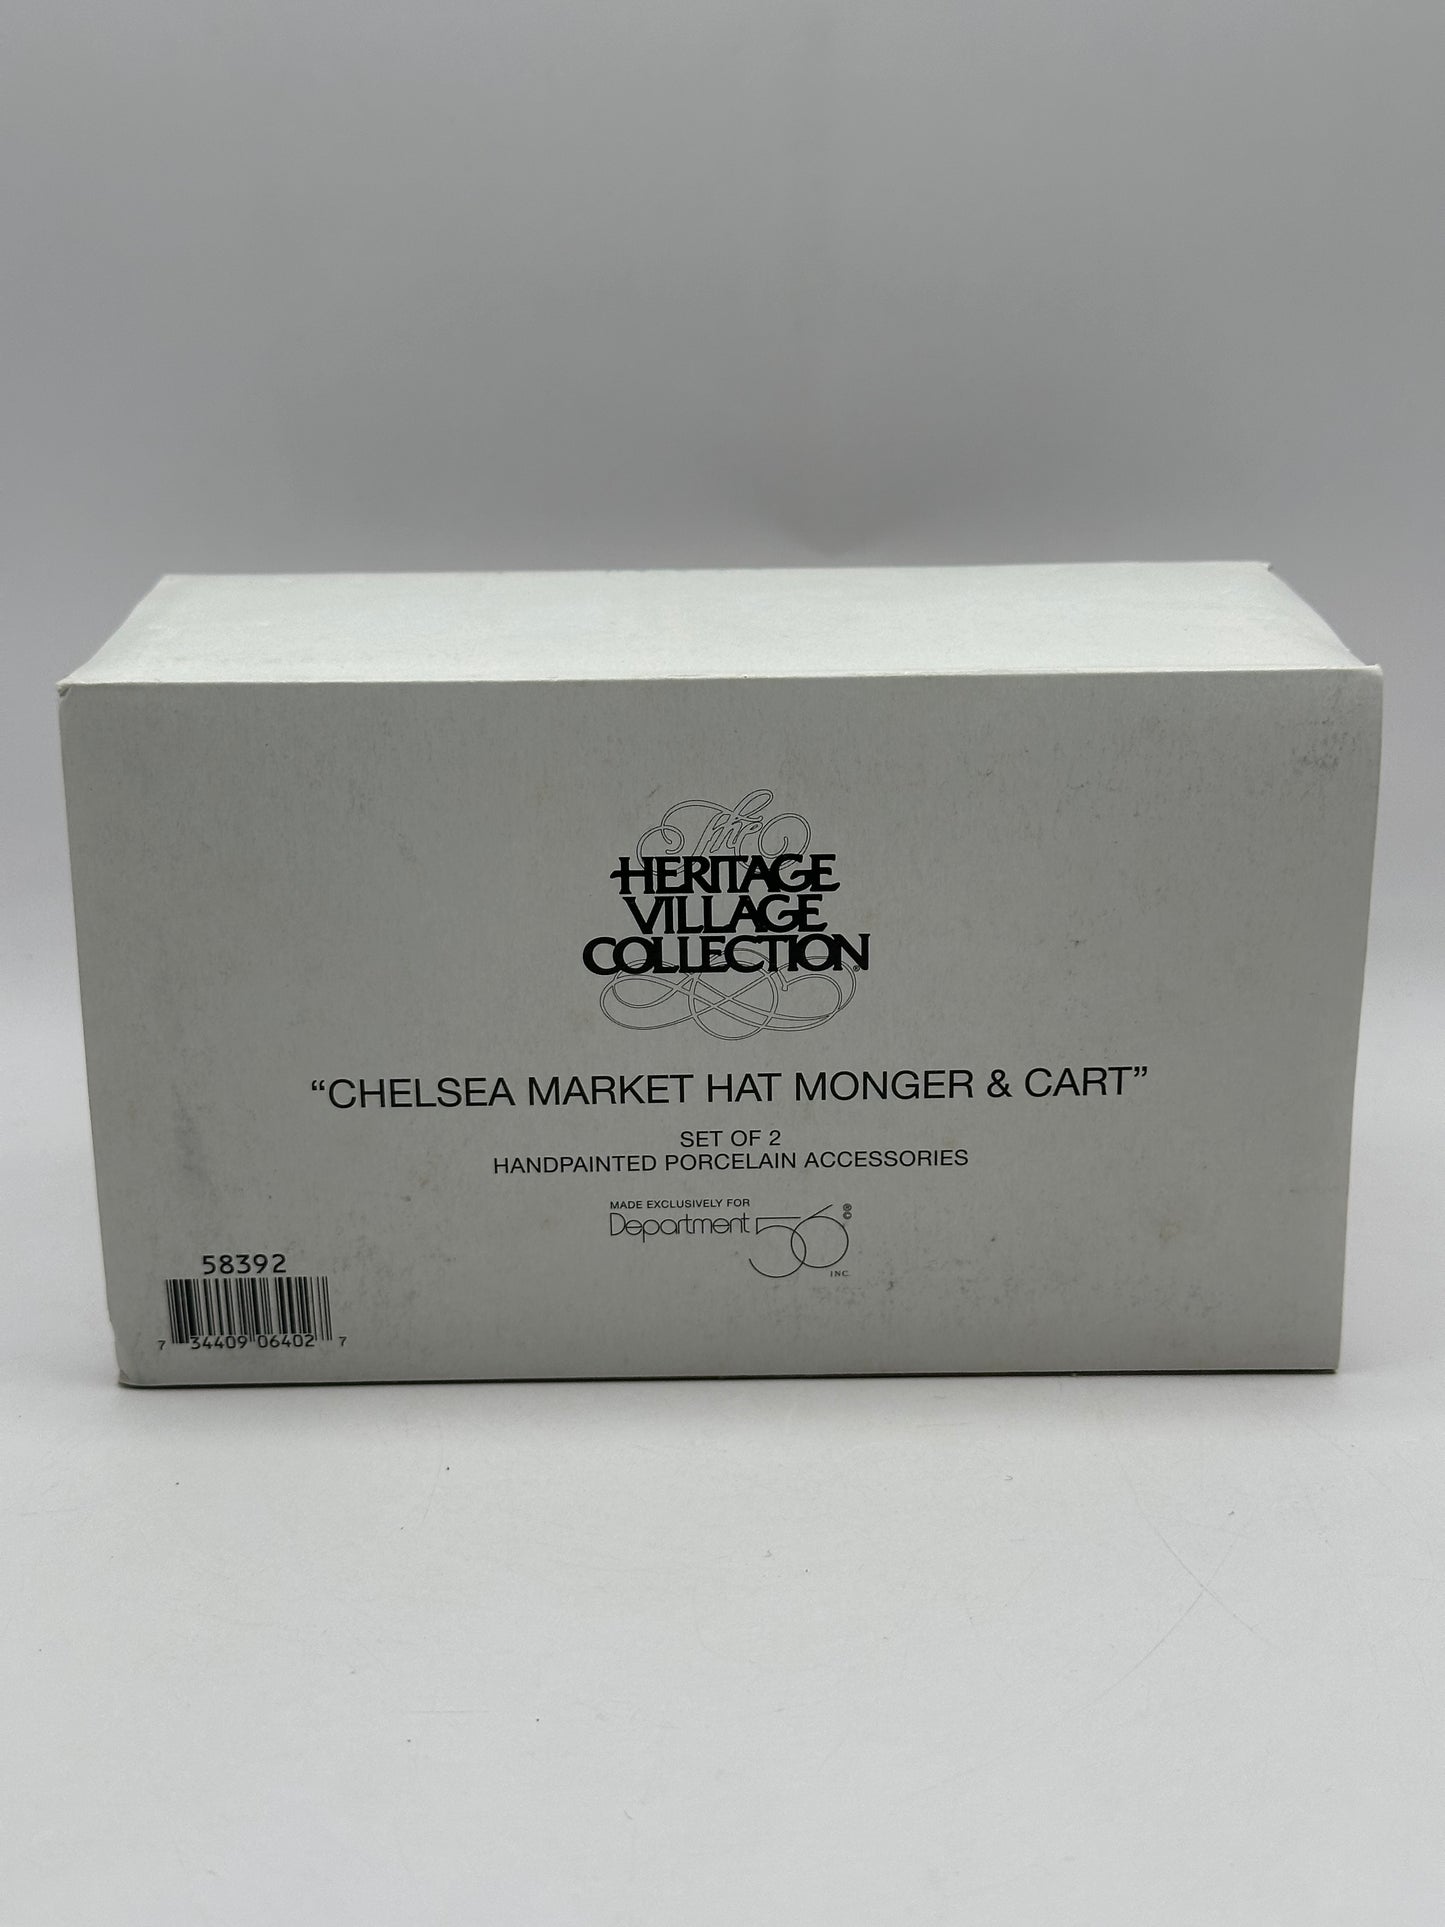 The
HERITAGE
VILLAGE
COLLECTION®
“CHELSEA MARKET HAT MONGER & CART”
SET OF 2
HANDPAINTED PORCELAIN ACCESSORIES
MADE EXCLUSIVELY FOR
Department 56 ® ©
INC.
58392
7 34409 06402 7